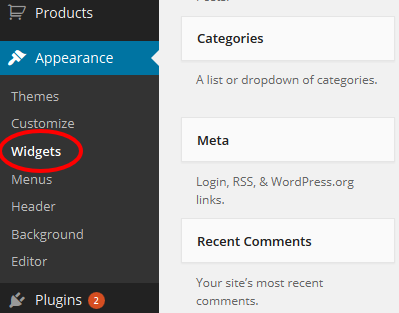 Products
Appearance
Themes
Customize
Widgets
Menus
Header
Background
Editor
Plugins 2
Categories
A list or dropdown of categories.
Meta
Login, RSS, & WordPress.org
links.
Recent Comments
Your site's most recent
comments.